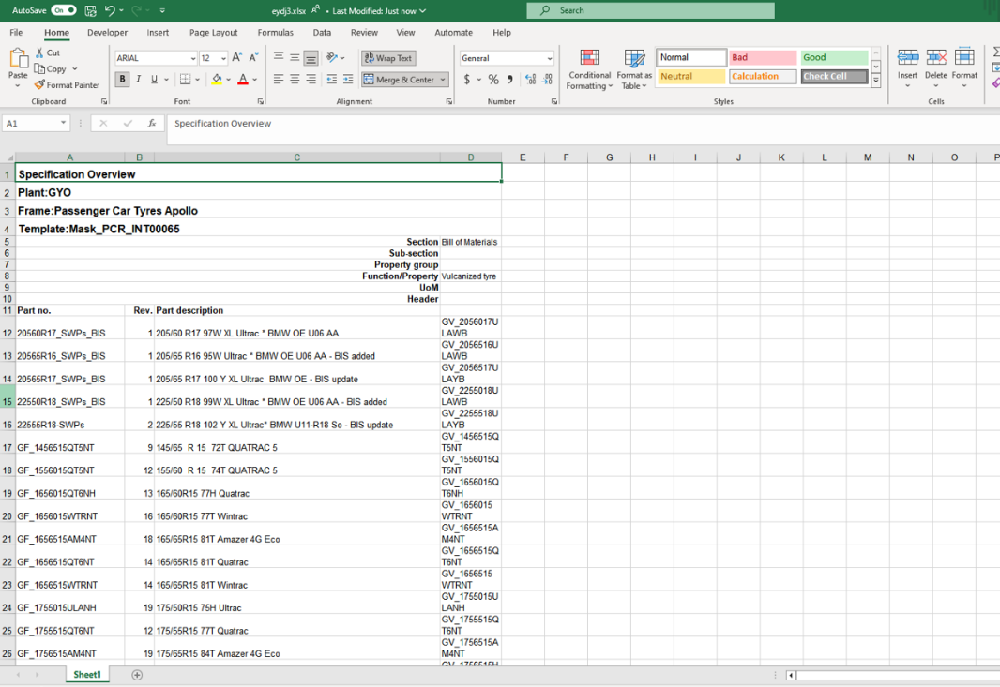 AutoSave On eydj3.xlsx • Last Modified: Just now Search
File Home Developer Insert Page Layout Formulas Data Review View Automate Help
Paste Cut Copy Format Painter
Clipboard
ARIAL 12 A A
B I U A
Font
Wrap Text
Merge & Center
Alignment
General
$ % ,
Number
Conditional Formatting
Format as Table
Normal Bad Good
Neutral Calculation Check Cell
Styles
Insert Delete Format
Cells
A1 fx Specification Overview
A B C D E F G H I J K L M N O P
1 Specification Overview
2 Plant:GYO
3 Frame:Passenger Car Tyres Apollo
4 Template:Mask_PCR_INT00065
5 Section Bill of Materials
6 Sub-section
7 Property group
8 Function/Property Vulcanized tyre
9 UoM
10 Header
11 Part no. Rev. Part description
GV_2056017U
12 20560R17_SWPs_BIS 1 205/60 R17 97W XL Ultrac * BMW OE U06 AA LAWB
GV_2056516U
13 20565R16_SWPs_BIS 1 205/65 R16 95W Ultrac * BMW OE U06 AA - BIS added LAWB
GV_2056517U
14 20565R17_SWPs_BIS 1 205/65 R17 100 Y XL Ultrac BMW OE - BIS update LAYB
GV_2255018U
15 22550R18_SWPs_BIS 1 225/50 R18 99W XL Ultrac * BMW OE U06 AA - BIS added LAWB
GV_2255518U
16 22555R18-SWPs 2 225/55 R18 102 Y XL Ultrac* BMW U11-R18 So - BIS update LAYB
GV_1456515Q
17 GF_1456515QT5NT 9 145/65 R 15 72T QUATRAC 5 T5NT
GV_1556015Q
18 GF_1556015QT5NT 12 155/60 R 15 74T QUATRAC 5 T5NT
GV_1656015Q
19 GF_1656015QT6NH 13 165/60R15 77H Quatrac T6NH
GV_1656015
20 GF_1656015WTRNT 16 165/60R15 77T Wintrac WTRNT
GV_1656515A
21 GF_1656515AM4NT 18 165/65R15 81T Amazer 4G Eco M4NT
GV_1656515Q
22 GF_1656515QT6NT 14 165/65R15 81T Quatrac T6NT
GV_1656515
23 GF_1656515WTRNT 14 165/65R15 81T Wintrac WTRNT
GV_1755015U
24 GF_1755015ULANH 19 175/50R15 75H Ultrac LANH
GV_1755515Q
25 GF_1755515QT6NT 12 175/55R15 77T Quatrac T6NT
GV_1756515A
26 GF_1756515AM4NT 19 175/65R15 84T Amazer 4G Eco M4NT
Sheet1